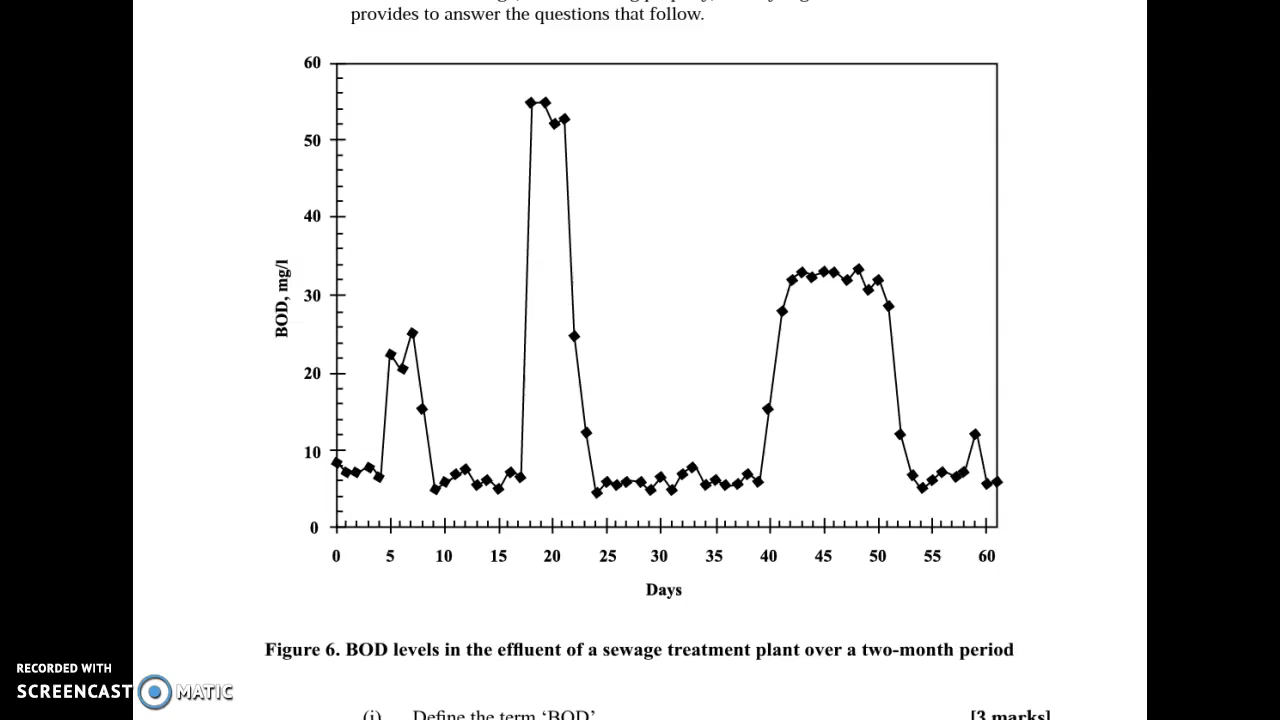 provides to answer the questions that follow.
60
50
40
30
20
10
0
BOD, mg/l
0 5 10 15 20 25 30 35 40 45 50 55 60
Days
Figure 6. BOD levels in the effluent of a sewage treatment plant over a two-month period
(i) Define the term ‘BOD’ [3 marks]
RECORDED WITH
SCREENCAST MATIC